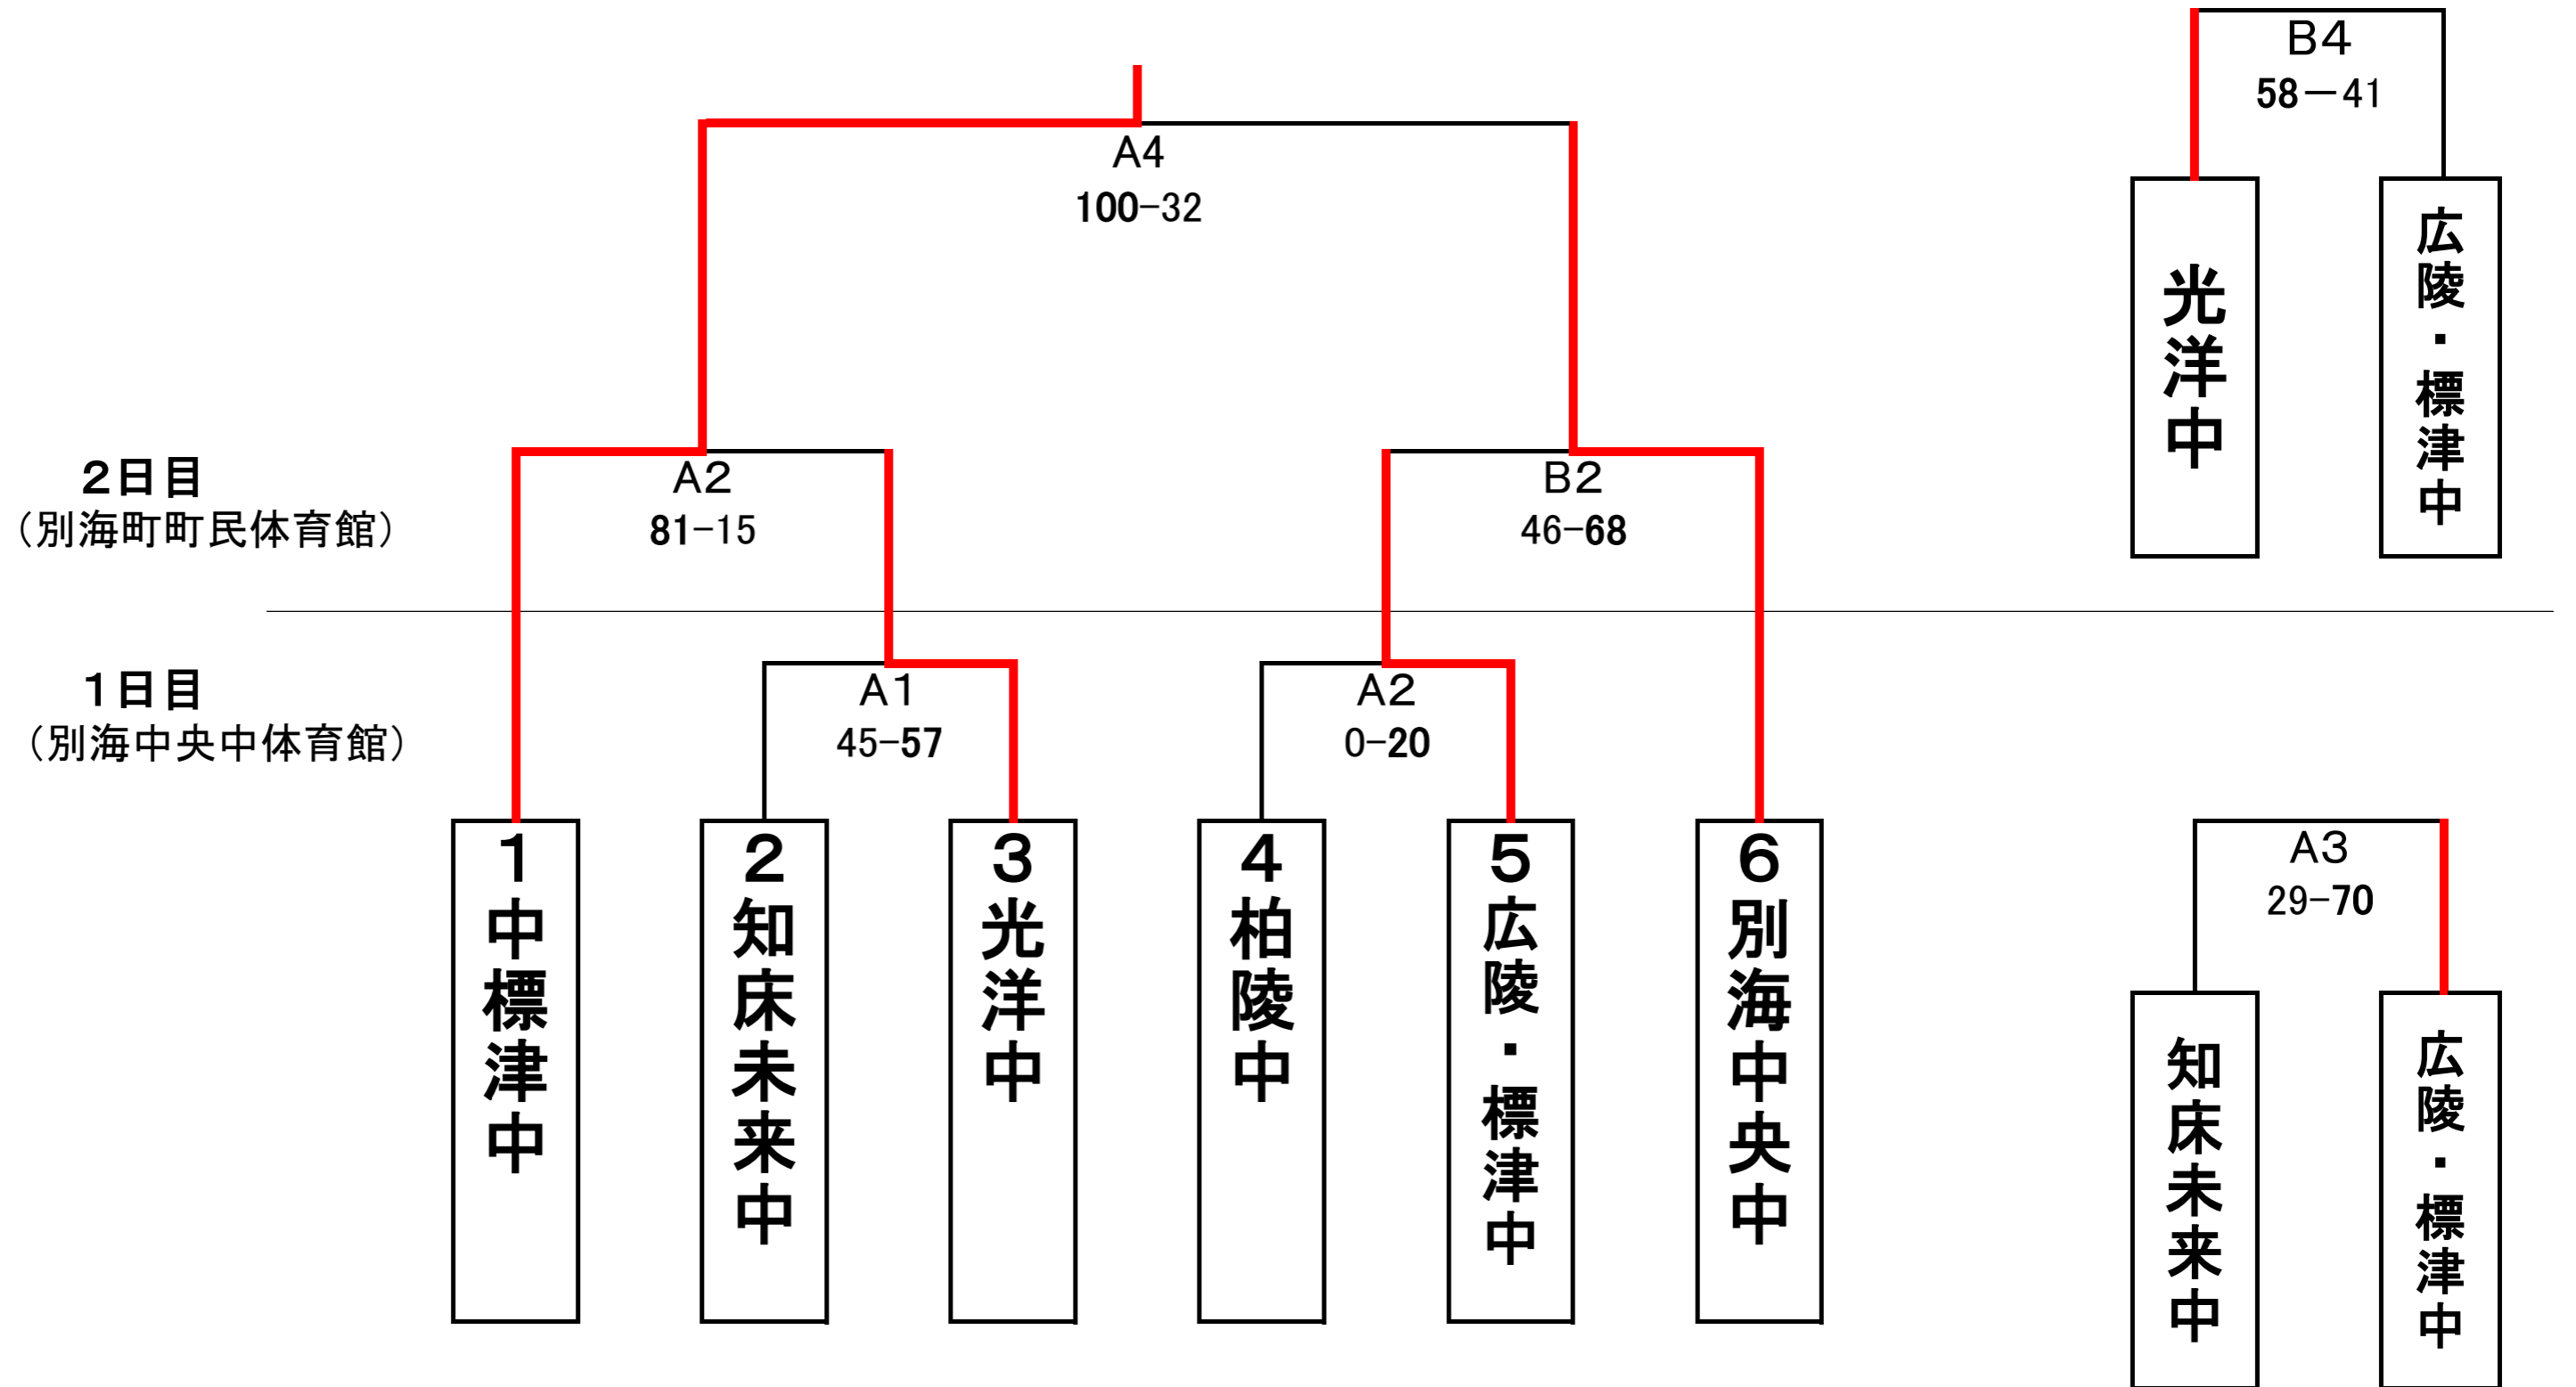 B4
58－41
A4
100-32
光洋中
広陵・標津中
2日目
（別海町町民体育館）
A2
81-15
B2
46-68
1日目
（別海中央中体育館）
A1
45-57
A2
0-20
1中標津中
2知床未来中
3光洋中
4柏陵中
5広陵・標津中
6別海中央中
A3
29-70
知床未来中
広陵・標津中